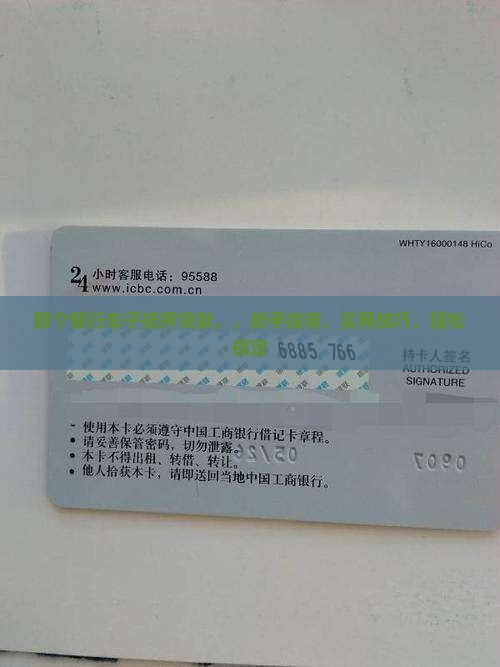 WHTY16000148 HiCo
24 小时客服电话：95588
www.icbc.com.cn
6885 766
持卡人签名
AUTHORIZED
SIGNATURE
- 使用本卡必须遵守中国工商银行借记卡章程。
• 请妥善保管密码，切勿泄露。
• 本卡不得出租、转借、转让。
• 他人拾获本卡，请即送回当地中国工商银行。
05/26
0907